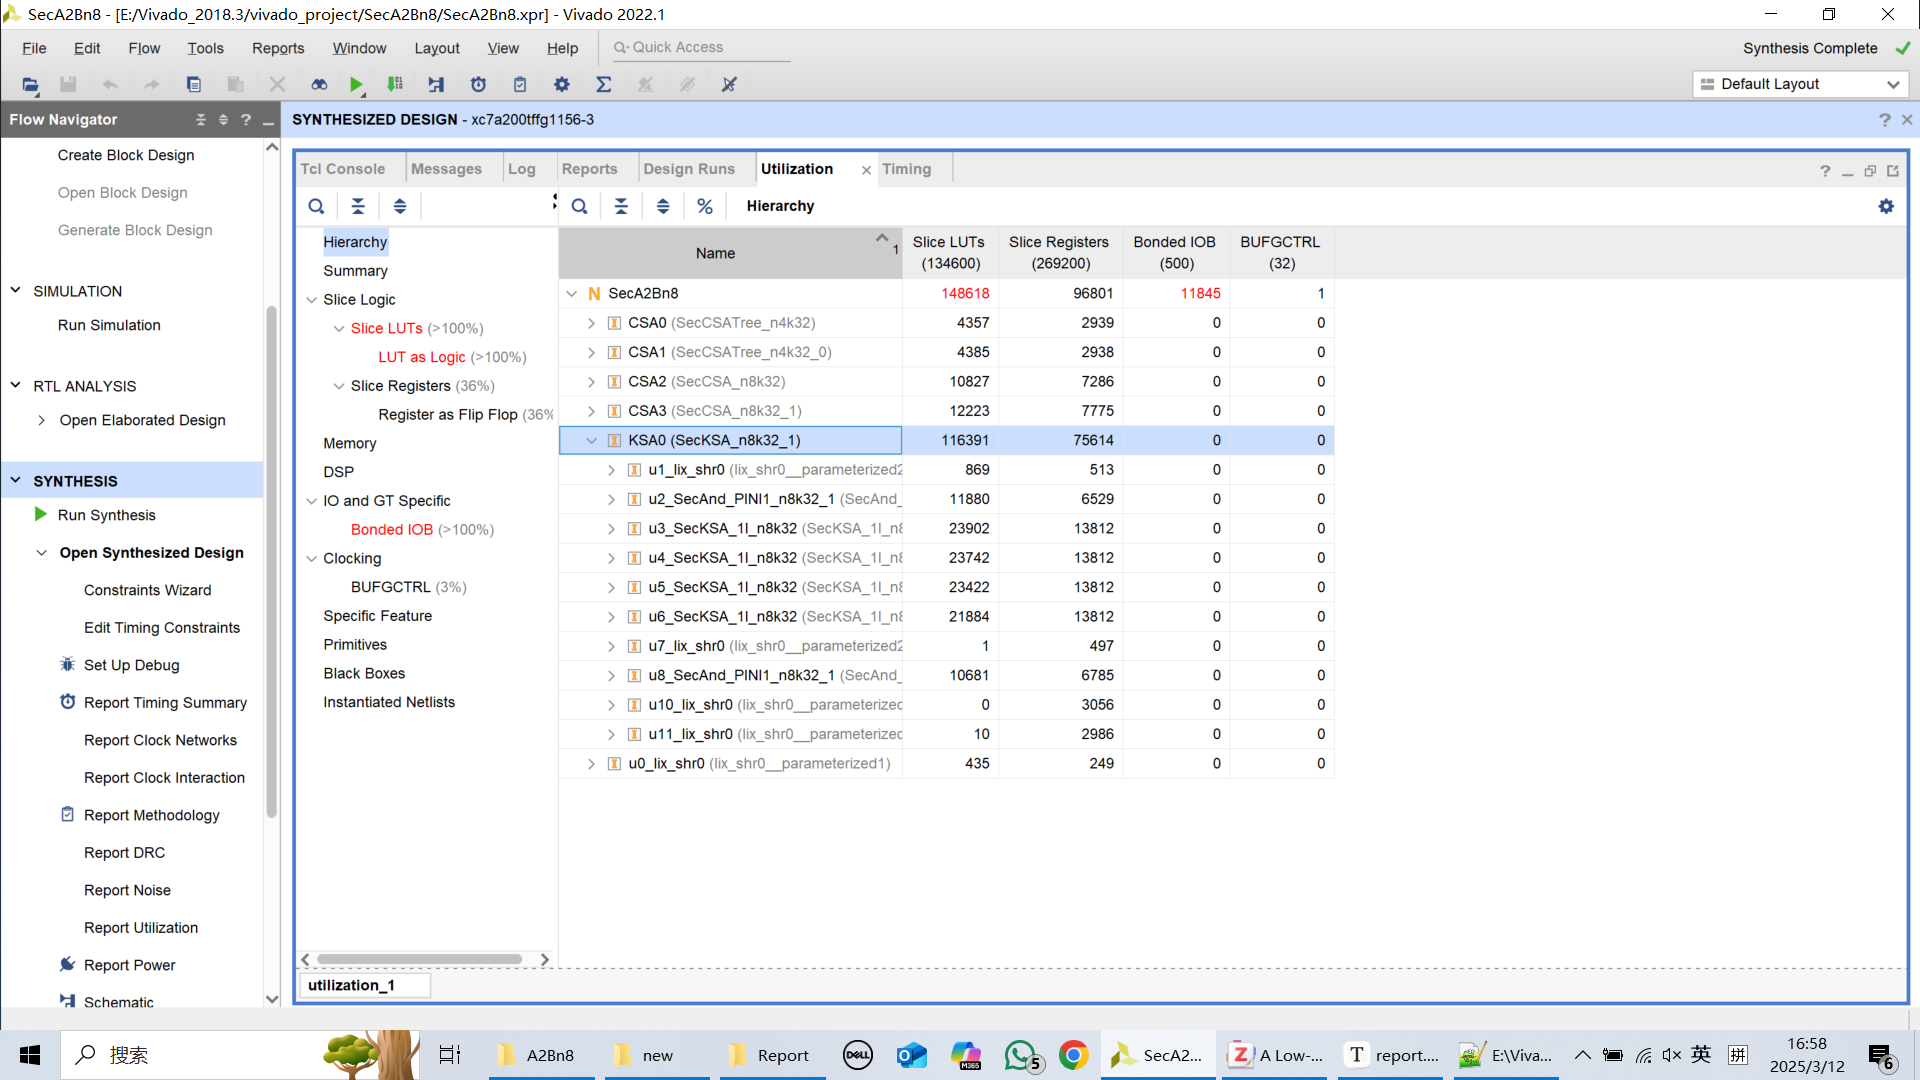 SecA2Bn8 - [E:/Vivado_2018.3/vivado_project/SecA2Bn8/SecA2Bn8.xpr] - Vivado 2022.1
File Edit Flow Tools Reports Window Layout View Help Quick Access
Synthesis Complete
Default Layout
Flow Navigator
SYNTHESIZED DESIGN - xc7a200tffg1156-3
Create Block Design
Open Block Design
Generate Block Design
SIMULATION
Run Simulation
RTL ANALYSIS
Open Elaborated Design
SYNTHESIS
Run Synthesis
Open Synthesized Design
Constraints Wizard
Edit Timing Constraints
Set Up Debug
Report Timing Summary
Report Clock Networks
Report Clock Interaction
Report Methodology
Report DRC
Report Noise
Report Utilization
Report Power
Schematic
Tcl Console Messages Log Reports Design Runs Utilization Timing
Hierarchy
Hierarchy
Summary
Slice Logic
Slice LUTs (>100%)
LUT as Logic (>100%)
Slice Registers (36%)
Register as Flip Flop (36%
Memory
DSP
IO and GT Specific
Bonded IOB (>100%)
Clocking
BUFGCTRL (3%)
Specific Feature
Primitives
Black Boxes
Instantiated Netlists
Name 1 Slice LUTs (134600) Slice Registers (269200) Bonded IOB (500) BUFGCTRL (32)
N SecA2Bn8 148618 96801 11845 1
CSA0 (SecCSATree_n4k32) 4357 2939 0 0
CSA1 (SecCSATree_n4k32_0) 4385 2938 0 0
CSA2 (SecCSA_n8k32) 10827 7286 0 0
CSA3 (SecCSA_n8k32_1) 12223 7775 0 0
KSA0 (SecKSA_n8k32_1) 116391 75614 0 0
u1_lix_shr0 (lix_shr0__parameterized2 869 513 0 0
u2_SecAnd_PINI1_n8k32_1 (SecAnd_ 11880 6529 0 0
u3_SecKSA_1l_n8k32 (SecKSA_1l_n8 23902 13812 0 0
u4_SecKSA_1l_n8k32 (SecKSA_1l_n8 23742 13812 0 0
u5_SecKSA_1l_n8k32 (SecKSA_1l_n8 23422 13812 0 0
u6_SecKSA_1l_n8k32 (SecKSA_1l_n8 21884 13812 0 0
u7_lix_shr0 (lix_shr0__parameterized2 1 497 0 0
u8_SecAnd_PINI1_n8k32_1 (SecAnd_ 10681 6785 0 0
u10_lix_shr0 (lix_shr0__parameterized 0 3056 0 0
u11_lix_shr0 (lix_shr0__parameterized 10 2986 0 0
u0_lix_shr0 (lix_shr0__parameterized1) 435 249 0 0
utilization_1
搜索
A2Bn8 new Report DELL M365 5 SecA2... A Low-... report.... E:\Viva... 英 拼
16:58
2025/3/12
6